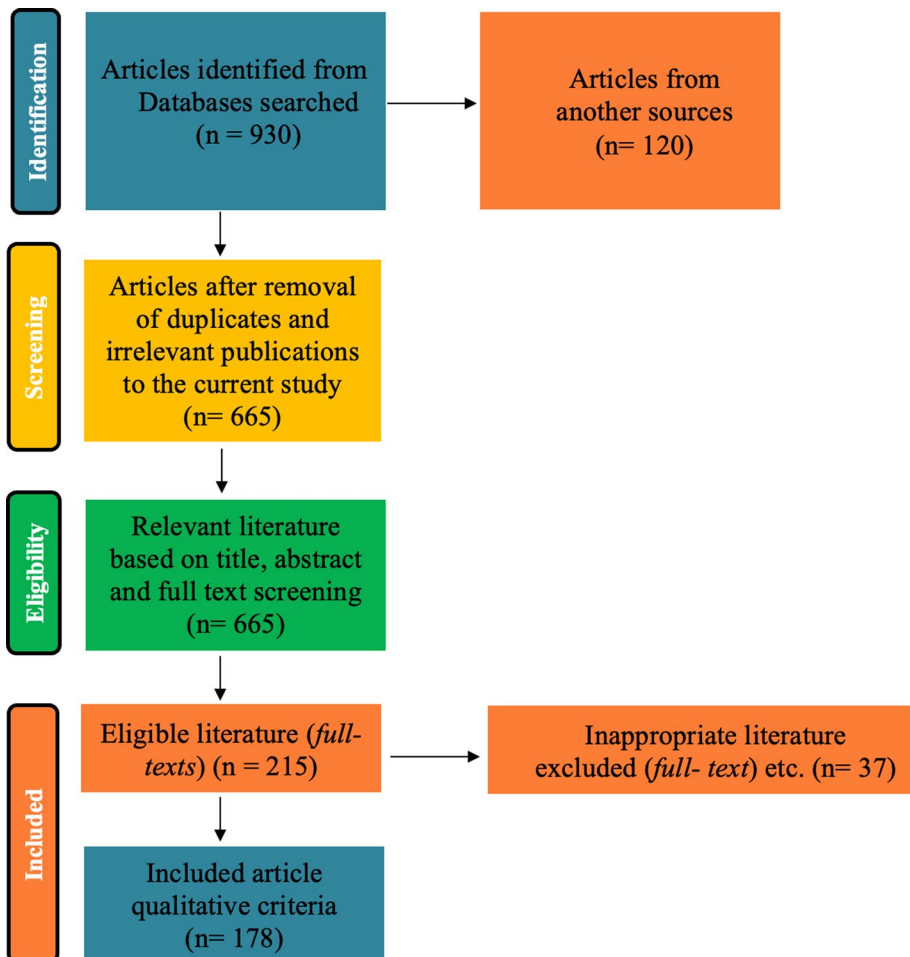 Identification
Articles identified from
Databases searched
(n = 930)
Articles from
another sources
(n= 120)
Screening
Articles after removal
of duplicates and
irrelevant publications
to the current study
(n= 665)
Eligibility
Relevant literature
based on title, abstract
and full text screening
(n= 665)
Included
Eligible literature (full-
texts) (n = 215)
Inappropriate literature
excluded (full- text) etc. (n= 37)
Included article
qualitative criteria
(n= 178)